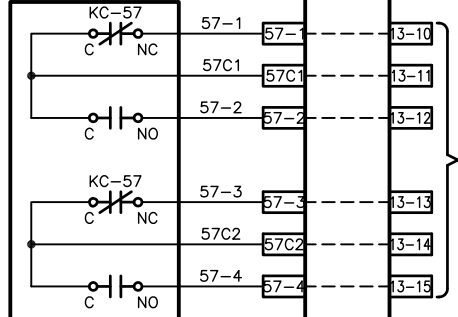 KC-57
C NC 57-1 57-1 13-10
57C1 57C1 13-11
C NO 57-2 57-2 13-12
KC-57
C NC 57-3 57-3 13-13
57C2 57C2 13-14
C NO 57-4 57-4 13-15